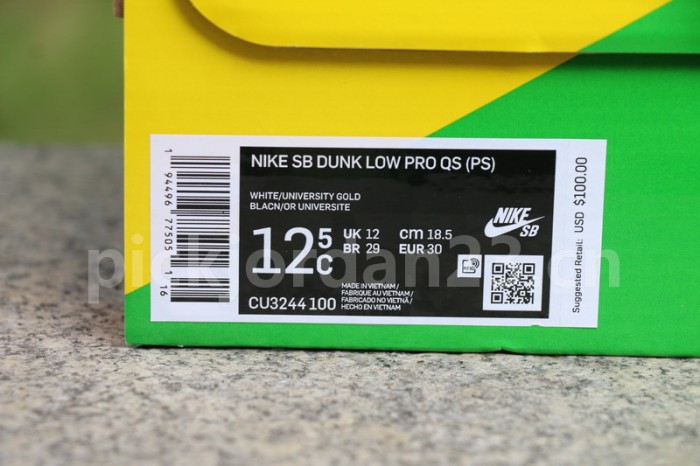 NIKE SB DUNK LOW PRO QS (PS)
WHITE/UNIVERSITY GOLD
BLACN/OR UNIVERSITE
12.5C
UK 12 CM 18.5
BR 29 EUR 30
CU3244 100
MADE IN VIETNAM /
FABRIQUE AU VIETNAM /
FABRICADO NO VIETNÃ /
HECHO EN VIETNAM
NIKE SB
Suggested Retail: USD $100.00
1 94496 77505 116
pickjordan23.cn